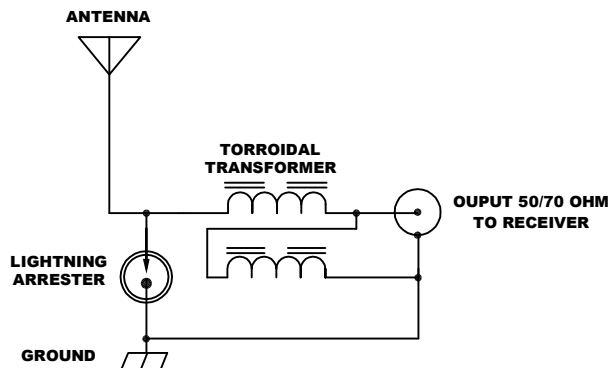 ANTENNA
TORROIDAL
TRANSFORMER
OUPUT 50/70 OHM
TO RECEIVER
LIGHTNING
ARRESTER
GROUND